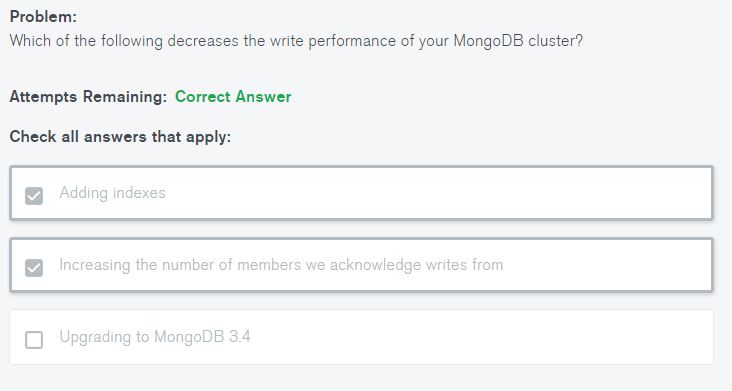 Problem:
Which of the following decreases the write performance of your MongoDB cluster?
Attempts Remaining: Correct Answer
Check all answers that apply:
Adding indexes
Increasing the number of members we acknowledge writes from
Upgrading to MongoDB 3.4